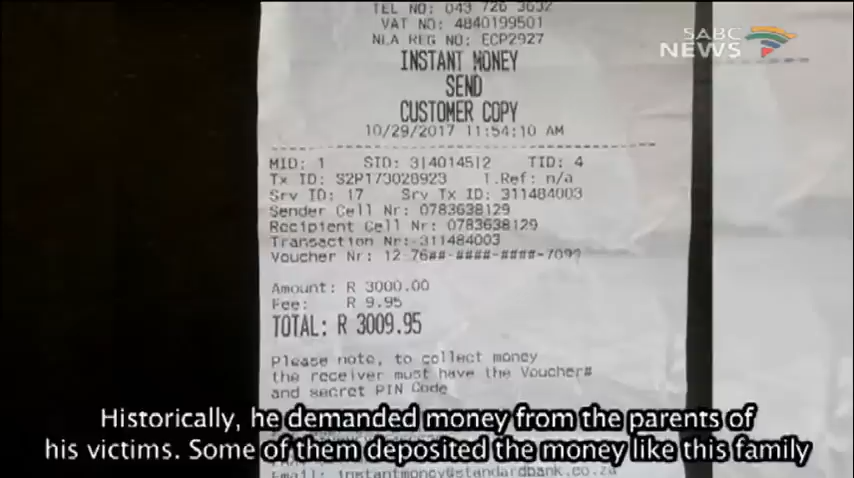 TEL NO: 043 726 3632
VAT NO: 4840199501
NLA REG NO: ECP2927
INSTANT MONEY
SEND
CUSTOMER COPY
10/29/2017 11:54:10 AM
MID: 1 SID: 314014512 TID: 4
Tx ID: S2P173028923 T.Ref: n/a
Srv ID: 17 Srv Tx ID: 311484003
Sender Cell Nr: 0783638129
Recipient Cell Nr: 0783638129
Transaction Nr: 311484003
Voucher Nr: 12 76##-####-####-7092
Amount: R 3000.00
Fee: R 9.95
TOTAL: R 3009.95
Please note, to collect money
the receiver must have the Voucher#
and secret PIN Code
Email: instantmoney@standardbank.co.za
SABC
NEWS
Historically, he demanded money from the parents of
his victims. Some of them deposited the money like this family